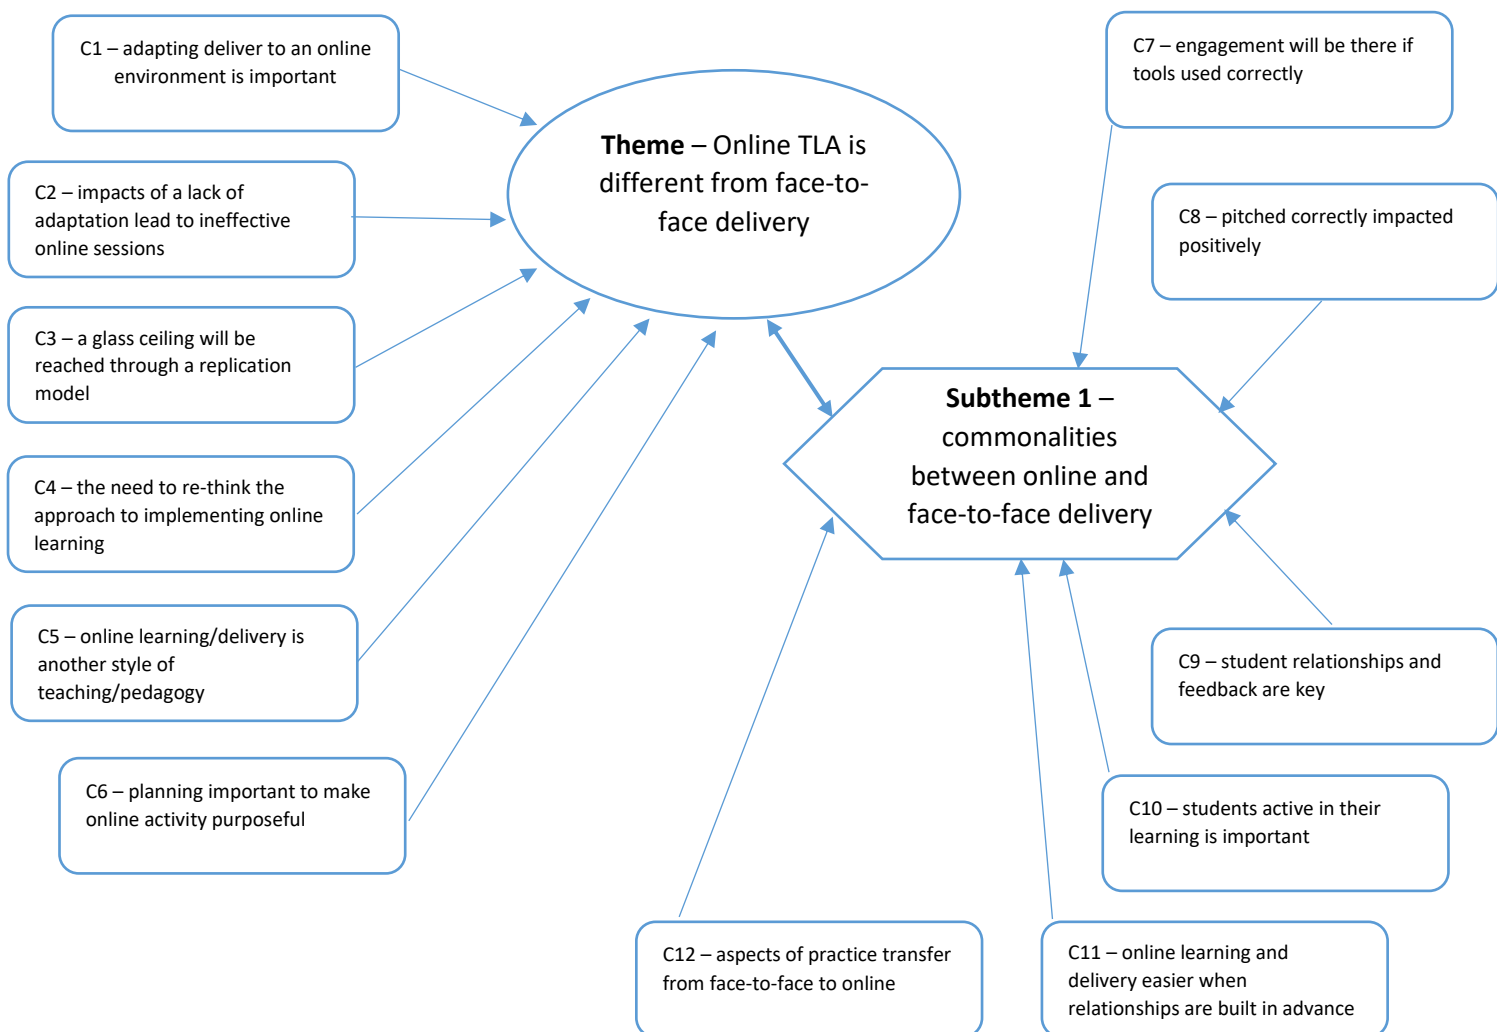 C1 – adapting deliver to an online
environment is important
C2 – impacts of a lack of
adaptation lead to ineffective
online sessions
C3 – a glass ceiling will be
reached through a replication
model
C4 – the need to re-think the
approach to implementing online
learning
C5 – online learning/delivery is
another style of
teaching/pedagogy
C6 – planning important to make
online activity purposeful
Theme – Online TLA is
different from face-to-
face delivery
Subtheme 1 –
commonalities
between online and
face-to-face delivery
C7 – engagement will be there if
tools used correctly
C8 – pitched correctly impacted
positively
C9 – student relationships and
feedback are key
C10 – students active in their
learning is important
C11 – online learning and
delivery easier when
relationships are built in advance
C12 – aspects of practice transfer
from face-to-face to online